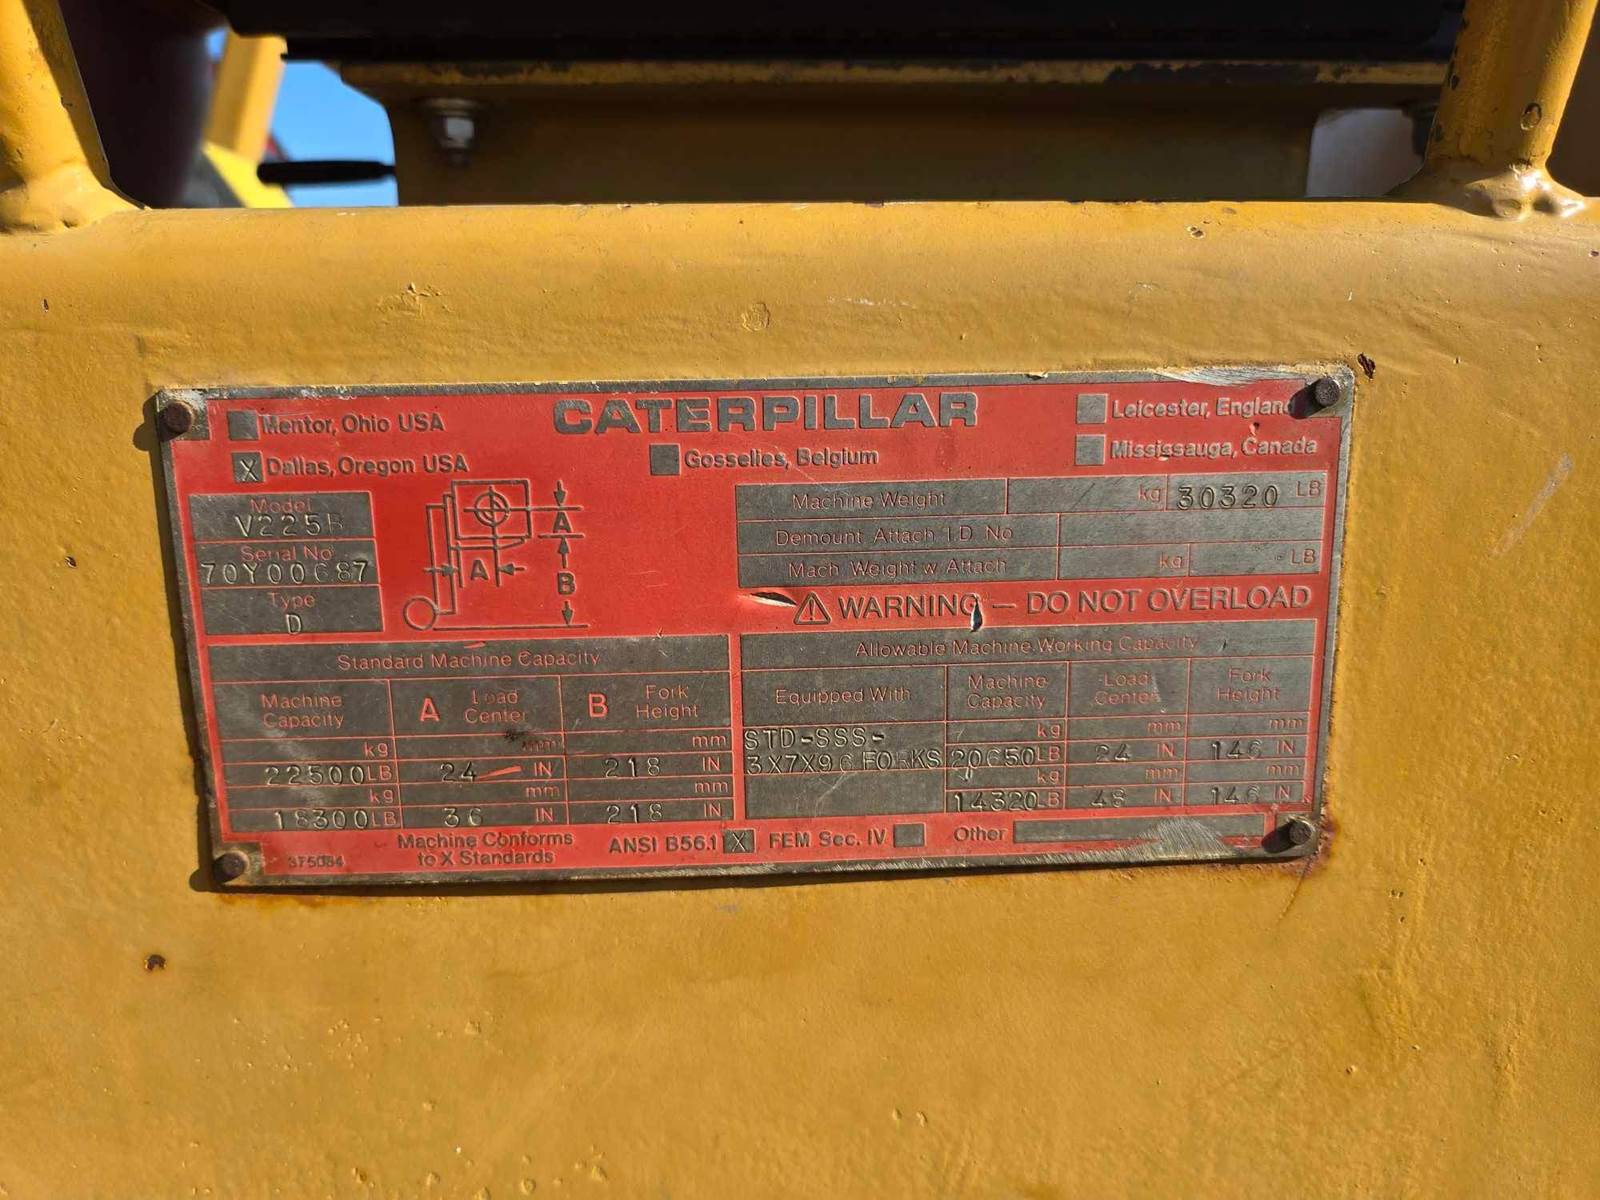 Mentor, Ohio USA
CATERPILLAR
Leicester, England
X Dallas, Oregon USA
Gosselies, Belgium
Mississauga, Canada
Model
V225B
Serial No
70Y00687
Type
D
A
A
B
Machine Weight kg 30320 LB
Demount Attach I.D No
Mach Weight w Attach kg LB
WARNING – DO NOT OVERLOAD
Standard Machine Capacity
Machine Capacity
A Load Center
B Fork Height
kg mm mm
22500 LB 24 IN 218 IN
kg mm mm
18300 LB 36 IN 218 IN
Allowable Machine Working Capacity
Equipped With
Machine Capacity
Load Center
Fork Height
kg mm mm
STD-SSS-
3X7X96 FORKS 20650 LB 24 IN 146 IN
kg mm mm
14320 LB 48 IN 146 IN
3T5084
Machine Conforms
to X Standards
ANSI B56.1 X FEM Sec. IV Other